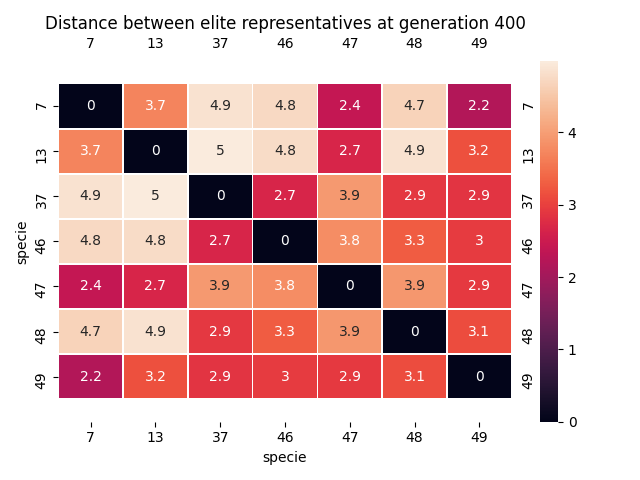 Distance between elite representatives at generation 400
7 13 37 46 47 48 49
7 0 3.7 4.9 4.8 2.4 4.7 2.2 7
13 3.7 0 5 4.8 2.7 4.9 3.2 13
37 4.9 5 0 2.7 3.9 2.9 2.9 37
46 4.8 4.8 2.7 0 3.8 3.3 3 46
47 2.4 2.7 3.9 3.8 0 3.9 2.9 47
48 4.7 4.9 2.9 3.3 3.9 0 3.1 48
49 2.2 3.2 2.9 3 2.9 3.1 0 49
7 13 37 46 47 48 49
specie
specie
4
3
2
1
0